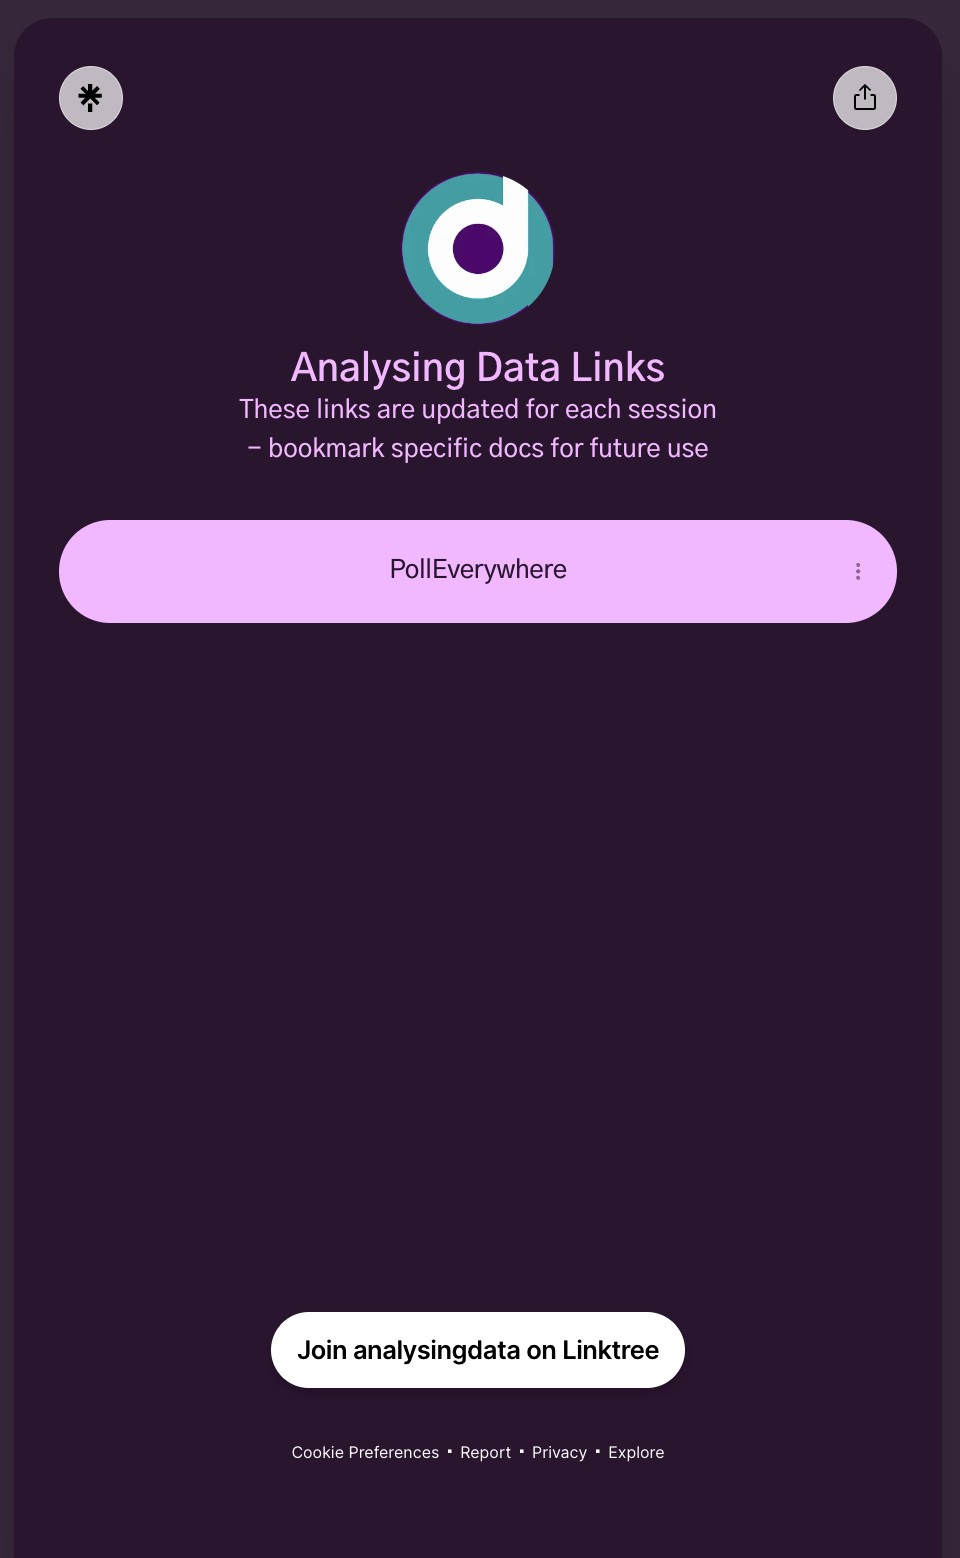 Analysing Data Links
These links are updated for each session
– bookmark specific docs for future use
PollEverywhere
Join analysingdata on Linktree
Cookie Preferences · Report · Privacy · Explore